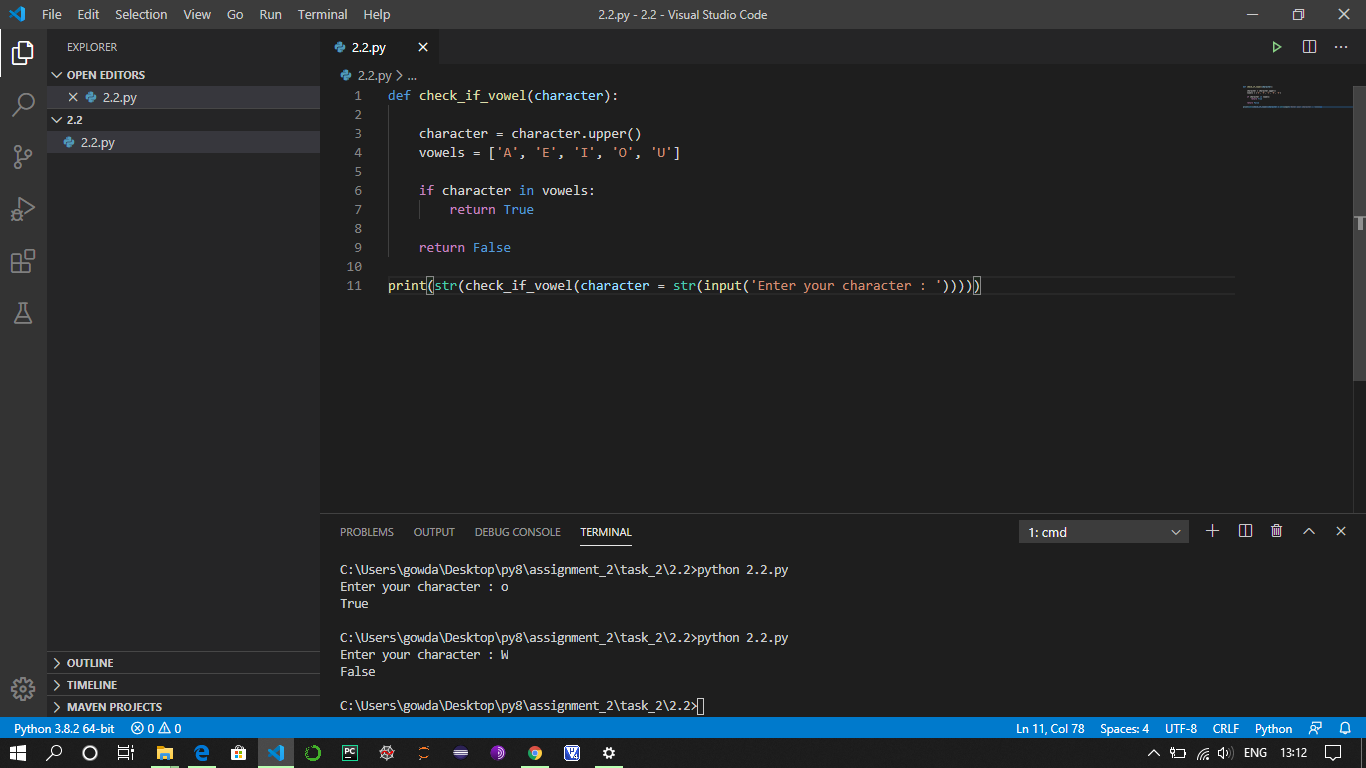 File Edit Selection View Go Run Terminal Help
2.2.py - 2.2 - Visual Studio Code
EXPLORER
OPEN EDITORS
2.2.py
2.2
2.2.py
OUTLINE
TIMELINE
MAVEN PROJECTS
2.2.py
2.2.py > ...
1 def check_if_vowel(character):
2
3 character = character.upper()
4 vowels = ['A', 'E', 'I', 'O', 'U']
5
6 if character in vowels:
7 return True
8
9 return False
10
11 print(str(check_if_vowel(character = str(input('Enter your character : ')))))
PROBLEMS OUTPUT DEBUG CONSOLE TERMINAL
1: cmd
C:\Users\gowda\Desktop\py8\assignment_2\task_2\2.2>python 2.2.py
Enter your character : o
True
C:\Users\gowda\Desktop\py8\assignment_2\task_2\2.2>python 2.2.py
Enter your character : W
False
C:\Users\gowda\Desktop\py8\assignment_2\task_2\2.2>
Python 3.8.2 64-bit 0 0
Ln 11, Col 78 Spaces: 4 UTF-8 CRLF Python
PC
ENG 13:12